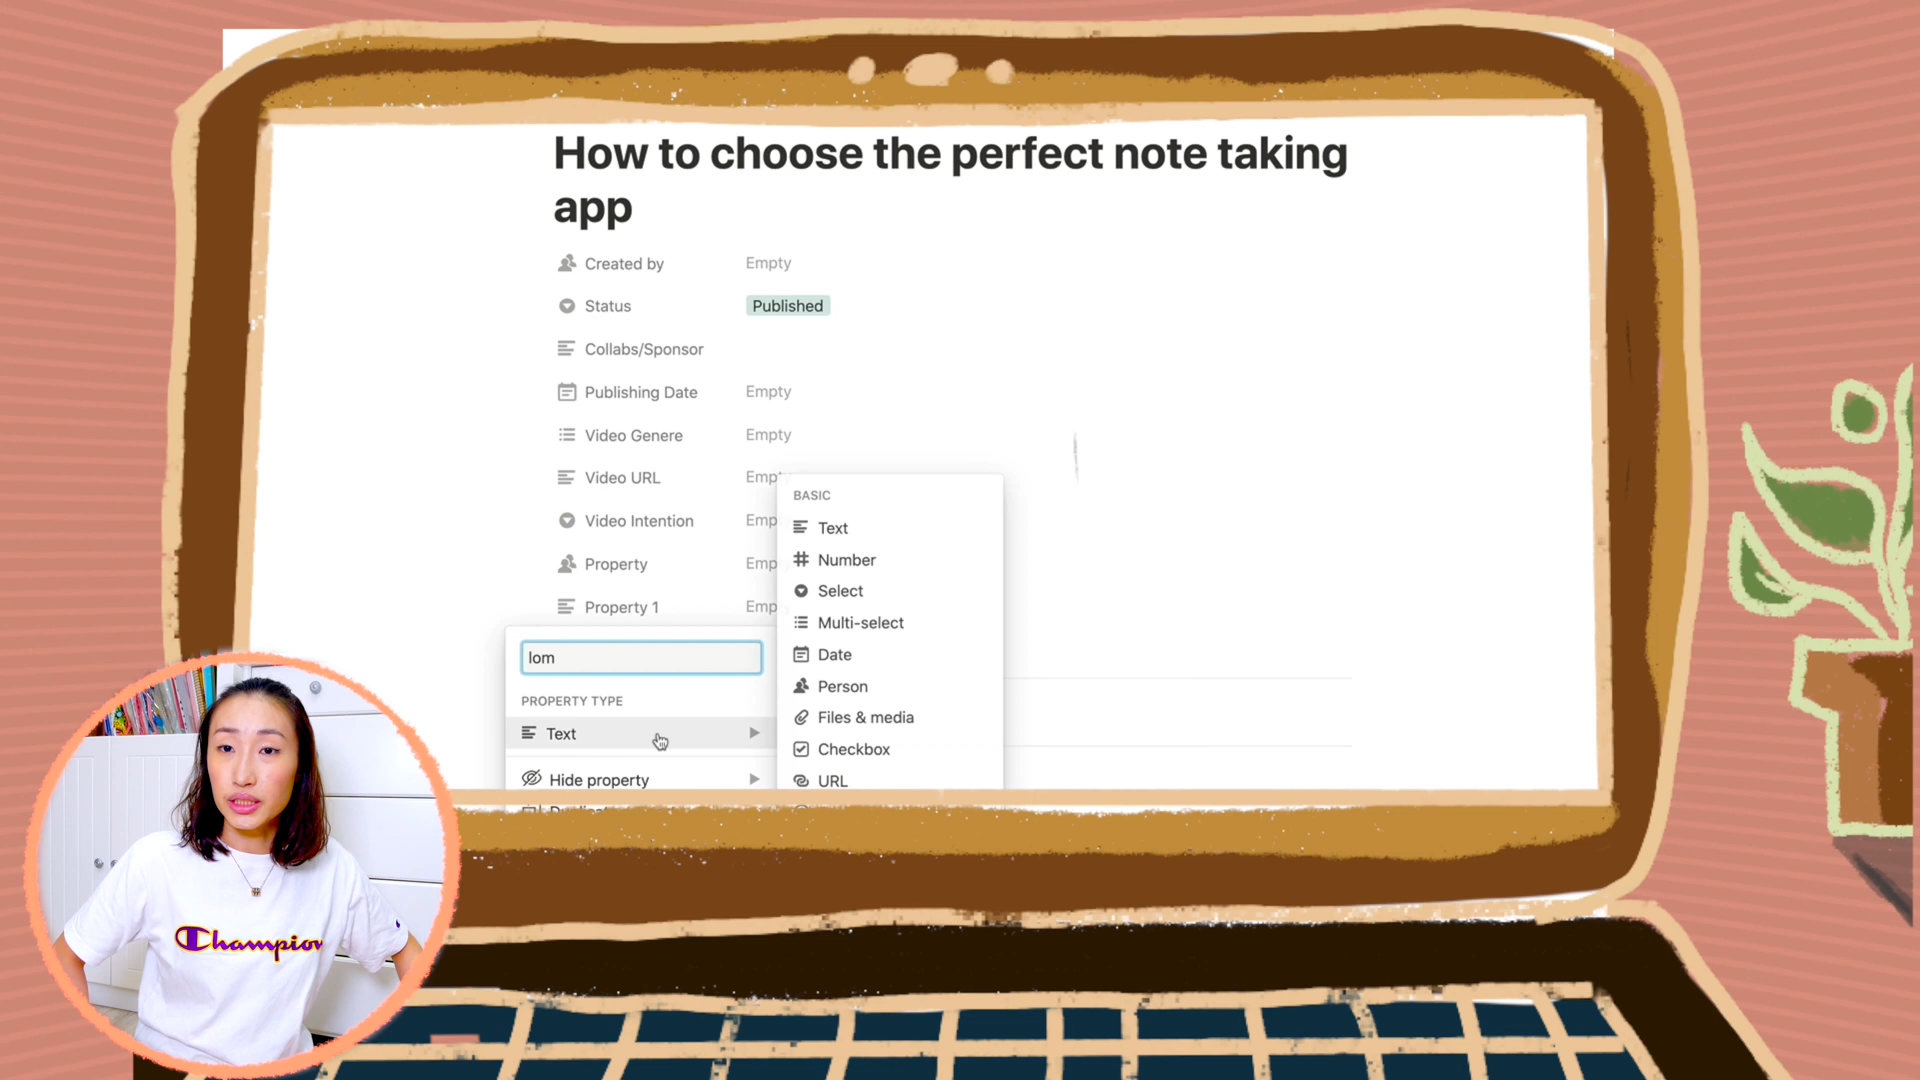 How to choose the perfect note taking
app
Created by Empty
Status Published
Collabs/Sponsor
Publishing Date Empty
Video Genere Empty
Video URL
Video Intention
Property
Property 1
BASIC
Text
Number
Select
Multi-select
Date
Person
Files & media
Checkbox
URL
lom
PROPERTY TYPE
Text
Hide property
Champion